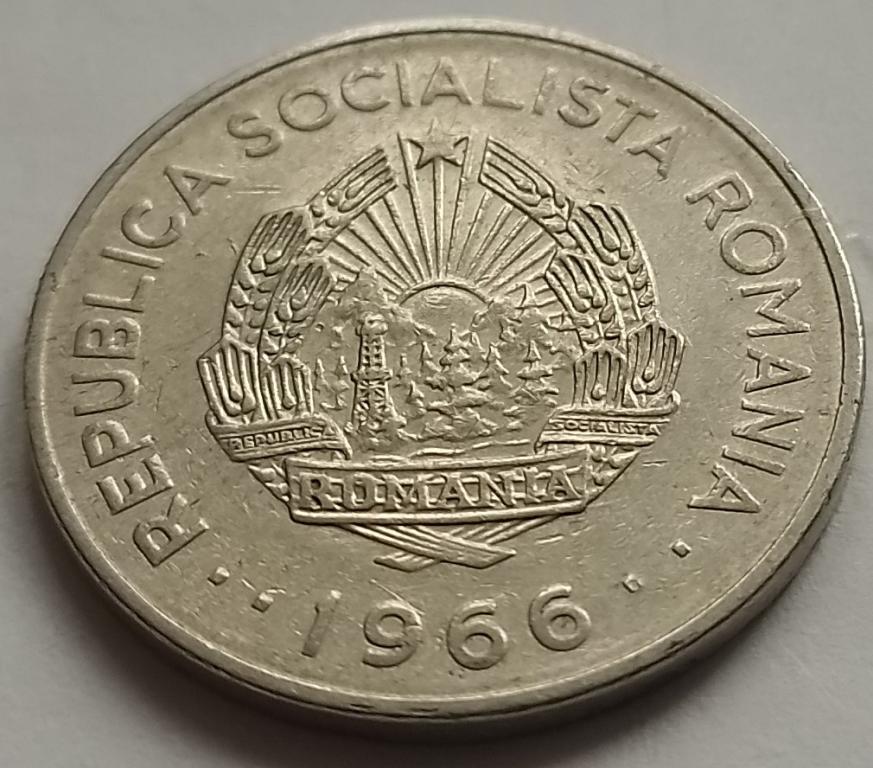 REPUBLICA SOCIALISTA ROMANIA
REPUBLICA
SOCIALISTA
ROMANIA
1966